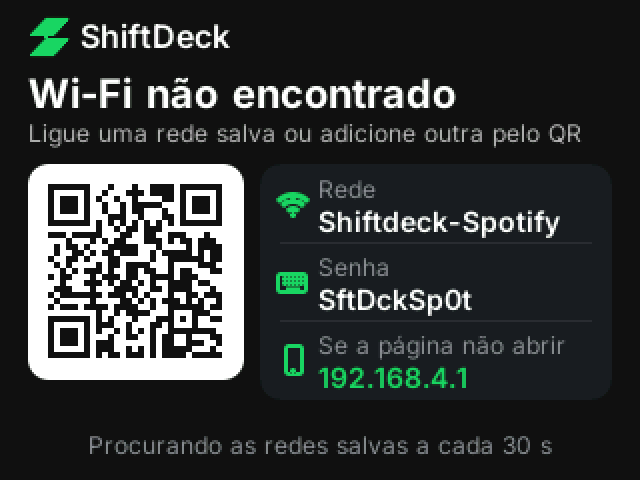 ShiftDeck
Wi-Fi não encontrado
Ligue uma rede salva ou adicione outra pelo QR
Rede
Shiftdeck-Spotify
Senha
SftDckSp0t
Se a página não abrir
192.168.4.1
Procurando as redes salvas a cada 30 s